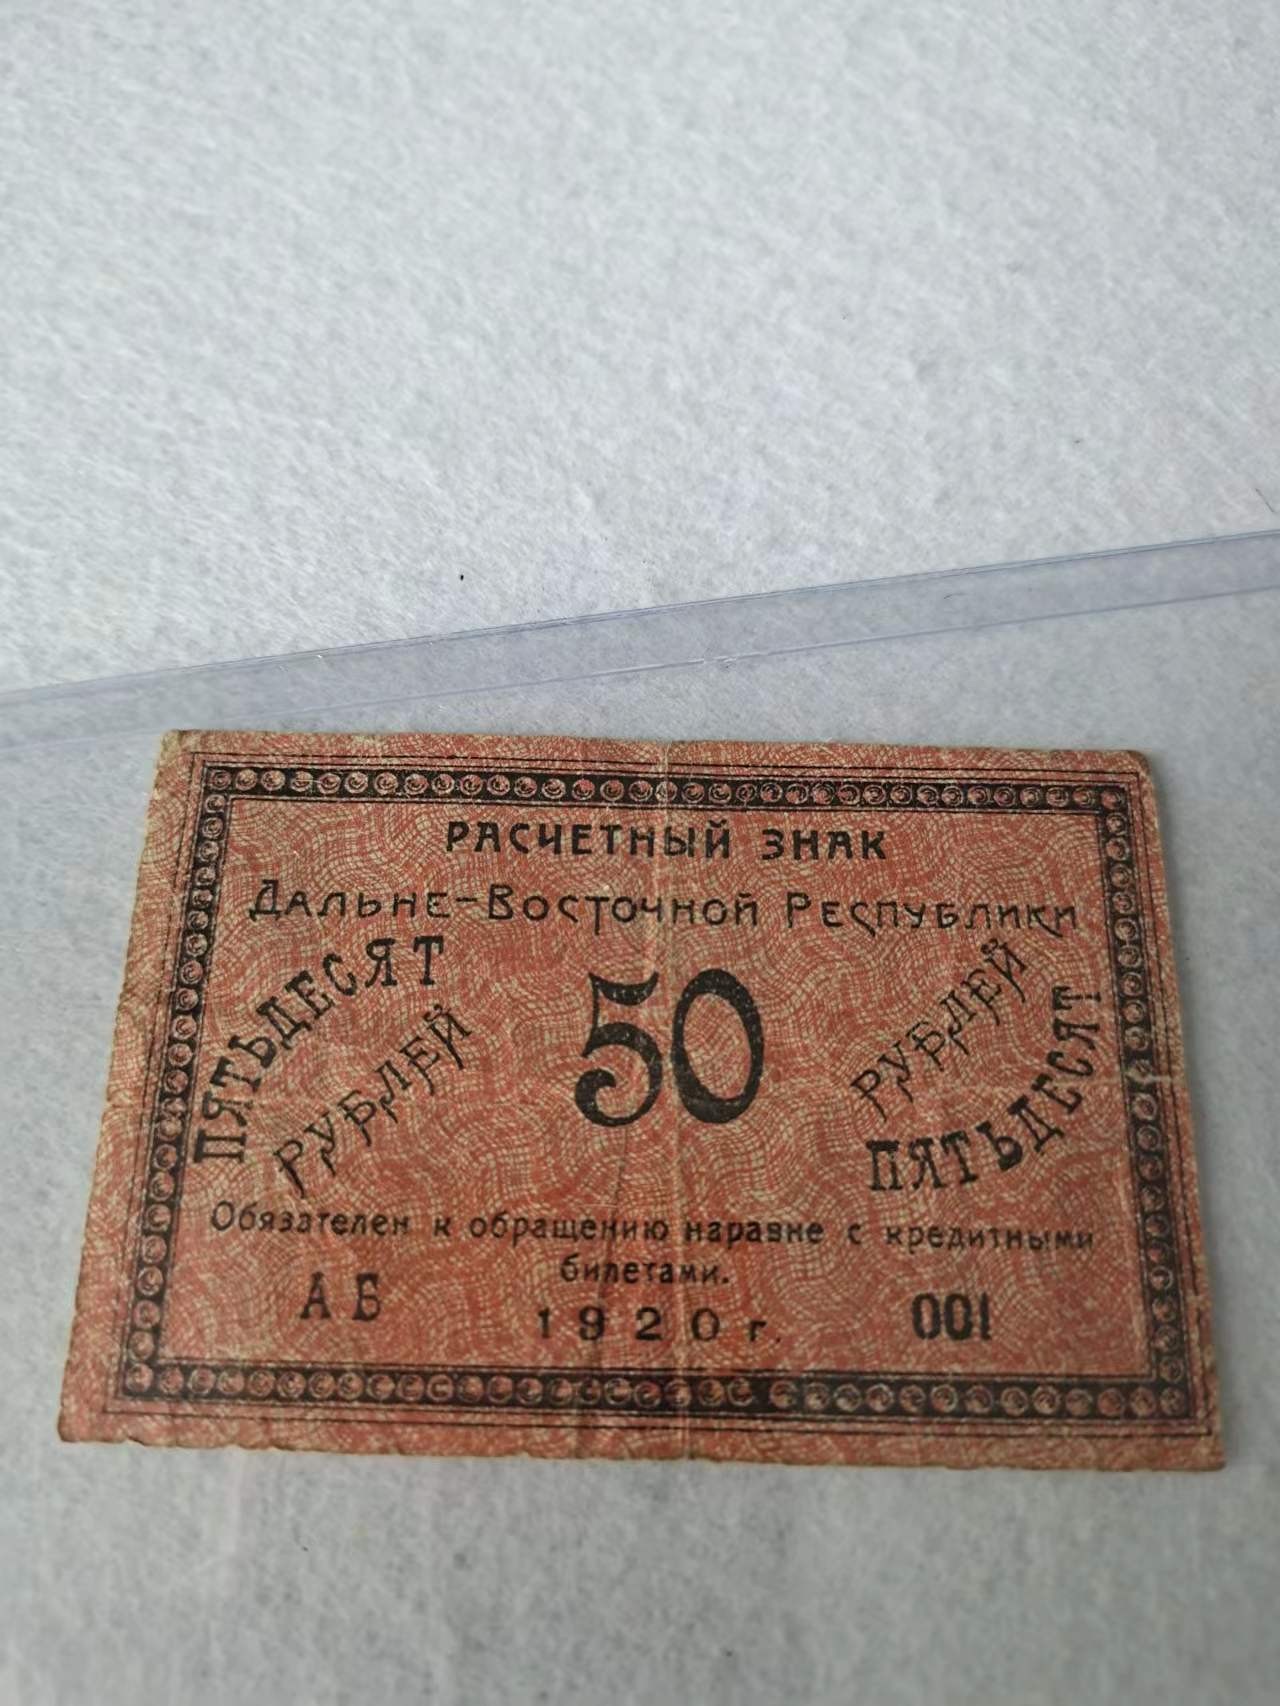 РАСЧЕТНЫЙ ЗНАК
ДАЛЬНЕ-ВОСТОЧНОЙ РЕСПУБЛИКИ
ПЯТЬДЕСЯТ
РУБЛЕЙ
50
РУБЛЕЙ
ПЯТЬДЕСЯТ
Обязателен к обращению наравне с кредитными
билетами.
АБ
1920 г.
001